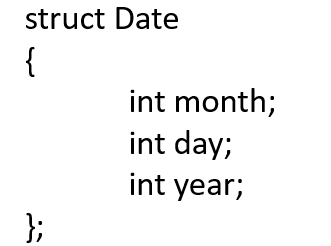 struct Date
{
int month;
int day;
int year;
};